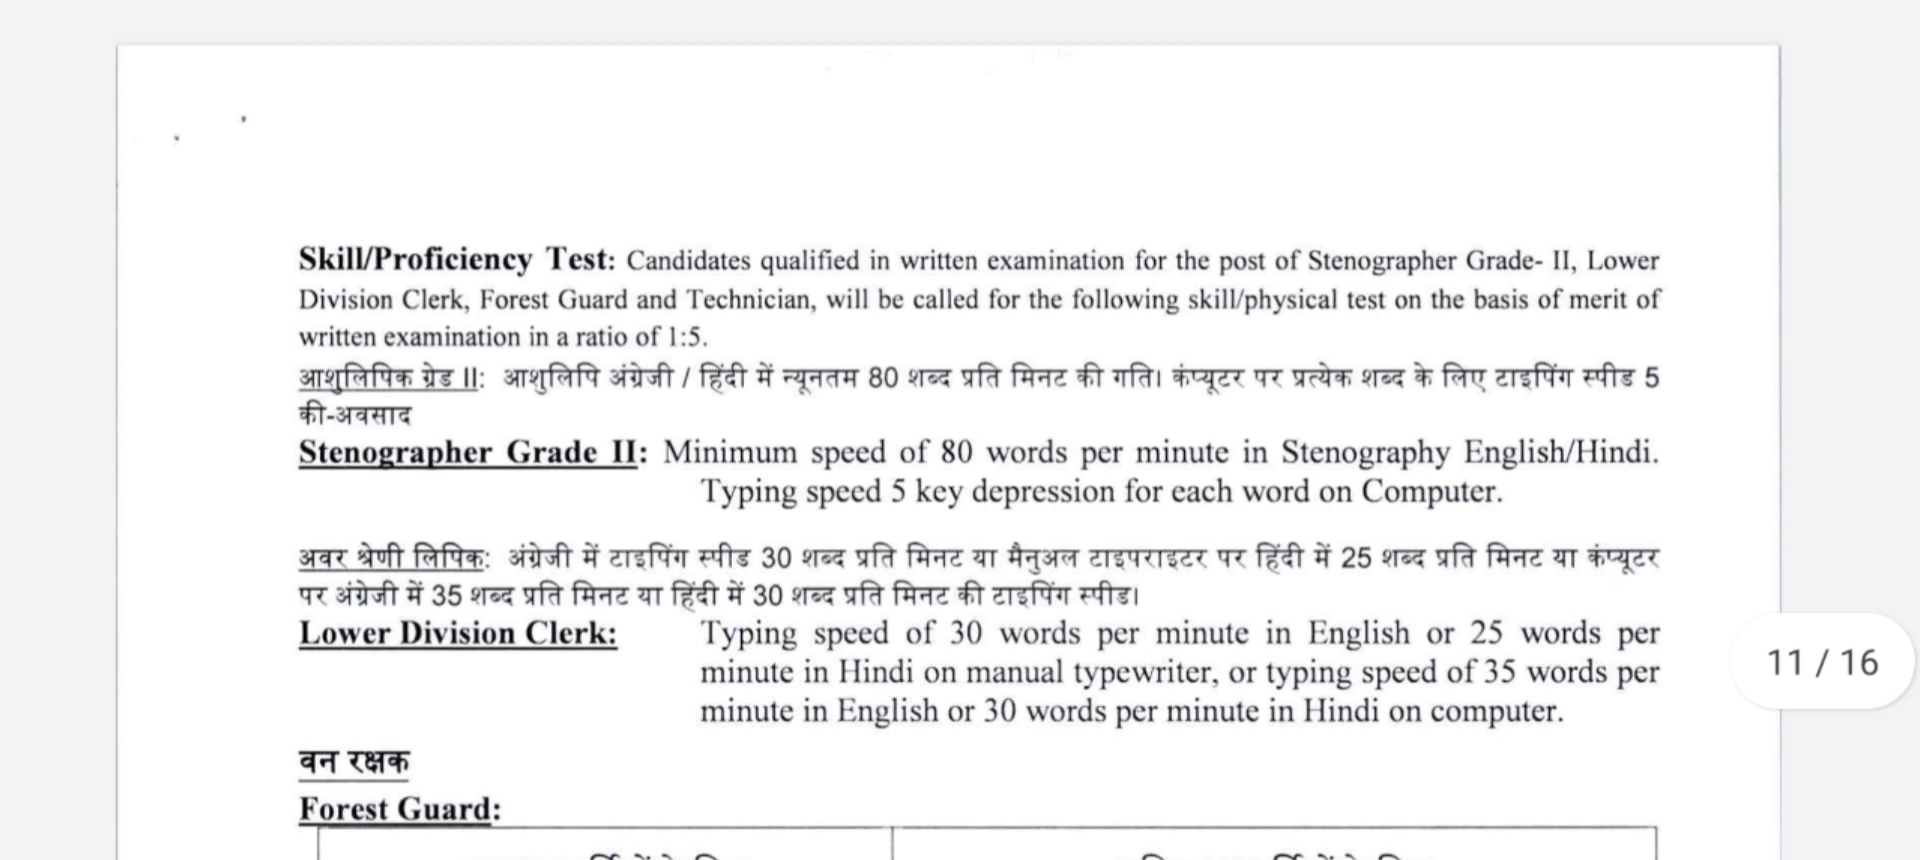 Skill/Proficiency Test: Candidates qualified in written examination for the post of Stenographer Grade- II, Lower
Division Clerk, Forest Guard and Technician, will be called for the following skill/physical test on the basis of merit of
written examination in a ratio of 1:5.
आशुलिपिक ग्रेड II: आशुलिपि अंग्रेजी / हिंदी में न्यूनतम 80 शब्द प्रति मिनट की गति। कंप्यूटर पर प्रत्येक शब्द के लिए टाइपिंग स्पीड 5
की-अवसाद
Stenographer Grade II: Minimum speed of 80 words per minute in Stenography English/Hindi.
Typing speed 5 key depression for each word on Computer.
अवर श्रेणी लिपिक: अंग्रेजी में टाइपिंग स्पीड 30 शब्द प्रति मिनट या मैनुअल टाइपराइटर पर हिंदी में 25 शब्द प्रति मिनट या कंप्यूटर
पर अंग्रेजी में 35 शब्द प्रति मिनट या हिंदी में 30 शब्द प्रति मिनट की टाइपिंग स्पीड।
Lower Division Clerk: Typing speed of 30 words per minute in English or 25 words per
minute in Hindi on manual typewriter, or typing speed of 35 words per
minute in English or 30 words per minute in Hindi on computer.
11 / 16
वन रक्षक
Forest Guard: